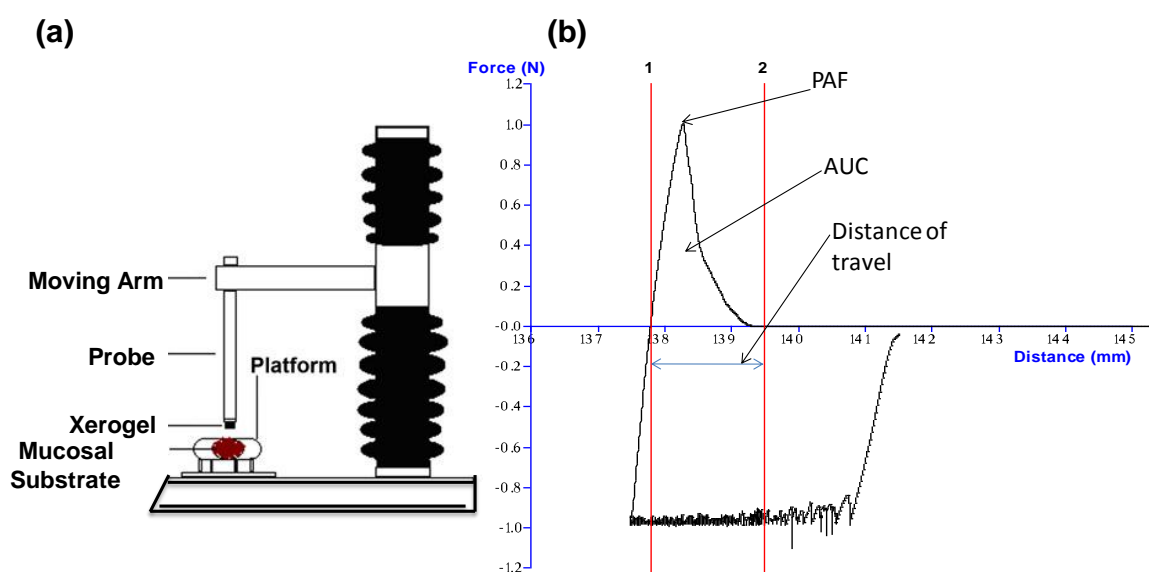 (a)
Moving Arm
Probe
Platform
Xerogel
Mucosal
Substrate
(b)
Force (N)
1
2
1.2
1.0
0.8
0.6
0.4
0.2
-0.0
-0.2
-0.4
-0.6
-0.8
-1.0
-1.2
PAF
AUC
Distance of
travel
13.6 13.7 13.8 13.9 14.0 14.1 14.2 14.3 14.4 14.5
Distance (mm)